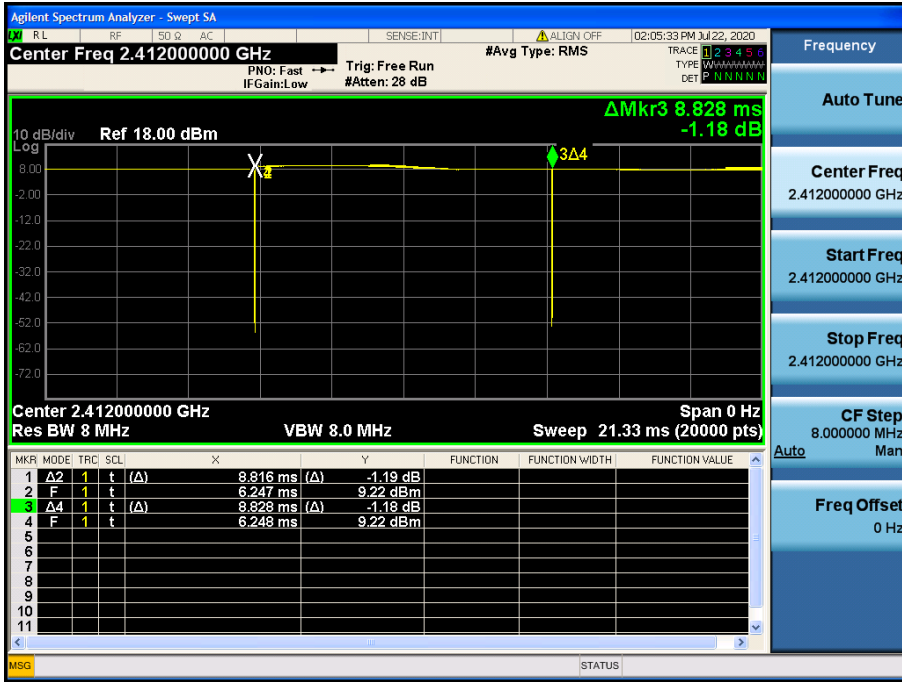 Agilent Spectrum Analyzer - Swept SA
LXI RL RF 50 Ω AC SENSE:INT ALIGN OFF 02:05:33 PM Jul 22, 2020
Center Freq 2.412000000 GHz
PNO: Fast
IFGain:Low
Trig: Free Run
#Atten: 28 dB
#Avg Type: RMS
TRACE 1 2 3 4 5 6
TYPE WWWWWW
DET P N N N N N
ΔMkr3 8.828 ms
-1.18 dB
10 dB/div Ref 18.00 dBm
Log
8.00
-2.00
-12.0
-22.0
-32.0
-42.0
-52.0
-62.0
-72.0
3Δ4
Center 2.412000000 GHz Span 0 Hz
Res BW 8 MHz VBW 8.0 MHz Sweep 21.33 ms (20000 pts)
MKR MODE TRC SCL X Y FUNCTION FUNCTION WIDTH FUNCTION VALUE
1 Δ2 1 t (Δ) 8.816 ms (Δ) -1.19 dB
2 F 1 t 6.247 ms 9.22 dBm
3 Δ4 1 t (Δ) 8.828 ms (Δ) -1.18 dB
4 F 1 t 6.248 ms 9.22 dBm
5
6
7
8
9
10
11
MSG STATUS
Frequency
Auto Tune
Center Freq
2.412000000 GHz
Start Freq
2.412000000 GHz
Stop Freq
2.412000000 GHz
CF Step
8.000000 MHz
Auto Man
Freq Offset
0 Hz